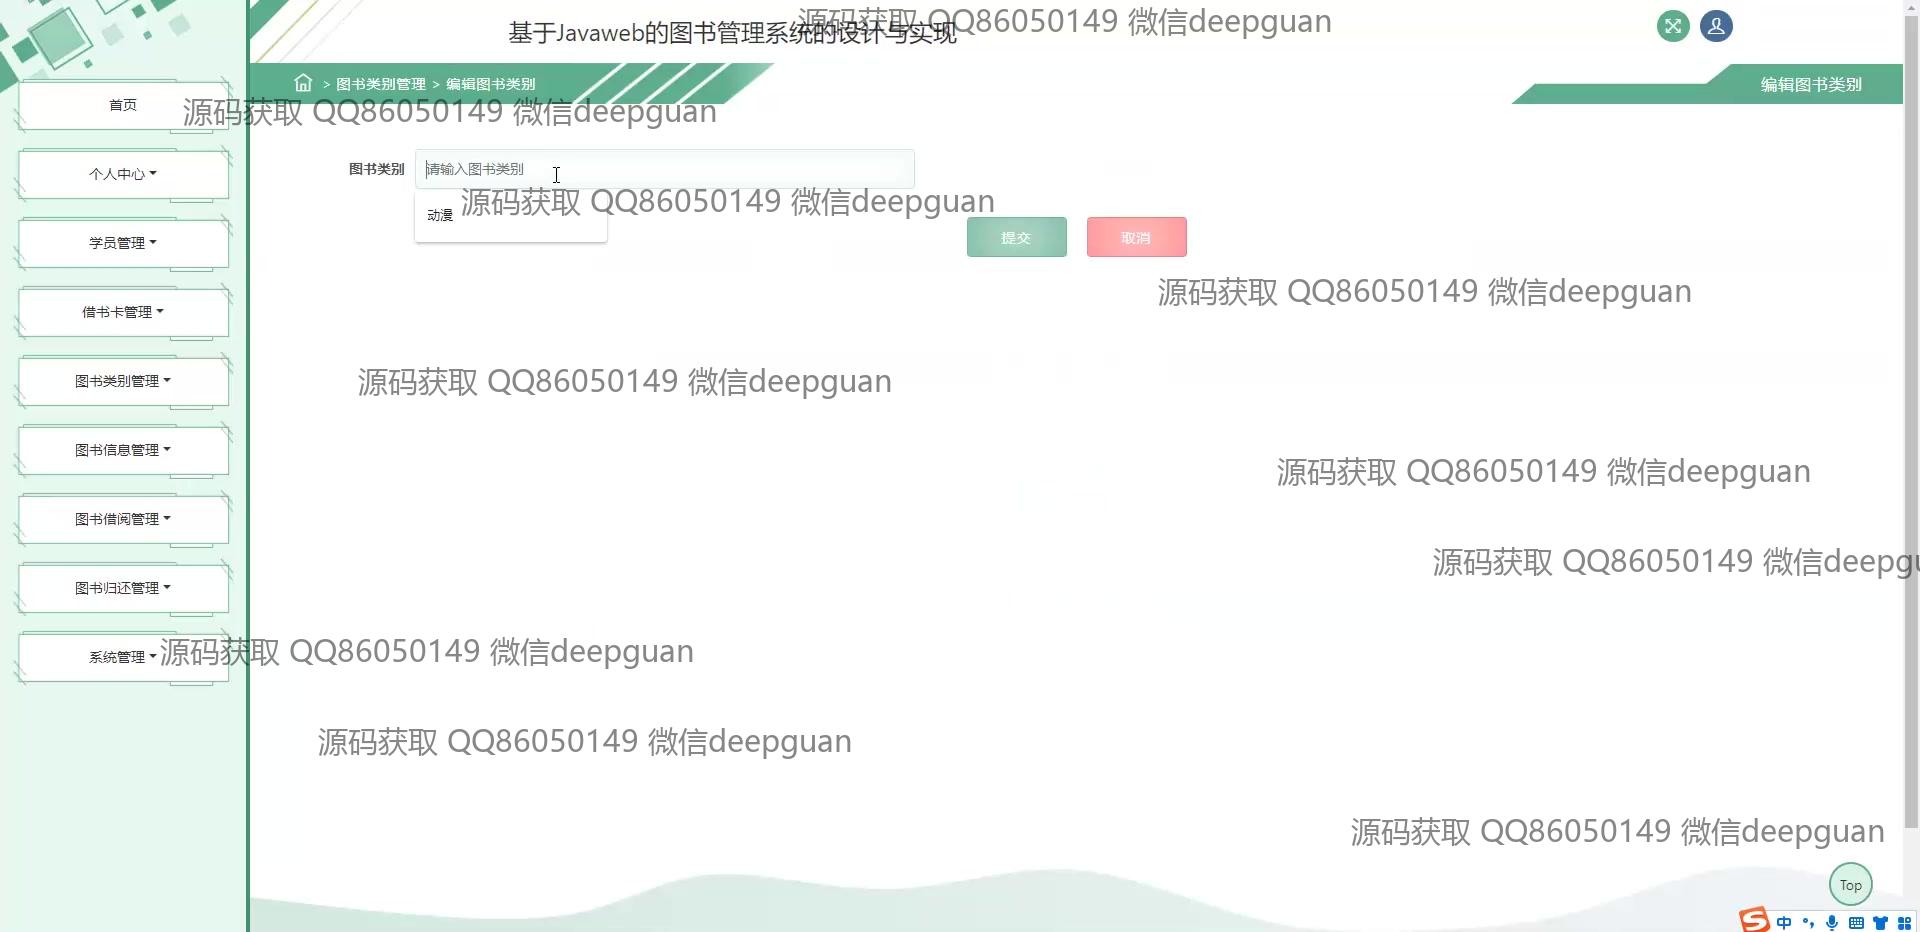 基于Javaweb的图书管理系统的设计与实现
源码获取 QQ86050149 微信deepguan
> 图书类别管理 > 编辑图书类别
编辑图书类别
首页
源码获取 QQ86050149 微信deepguan
个人中心
图书类别
请输入图书类别
动漫
源码获取 QQ86050149 微信deepguan
学员管理
提交
取消
源码获取 QQ86050149 微信deepguan
借书卡管理
图书类别管理
源码获取 QQ86050149 微信deepguan
图书信息管理
源码获取 QQ86050149 微信deepguan
图书借阅管理
源码获取 QQ86050149 微信deepgu
图书归还管理
系统管理
源码获取 QQ86050149 微信deepguan
源码获取 QQ86050149 微信deepguan
源码获取 QQ86050149 微信deepguan
Top
中